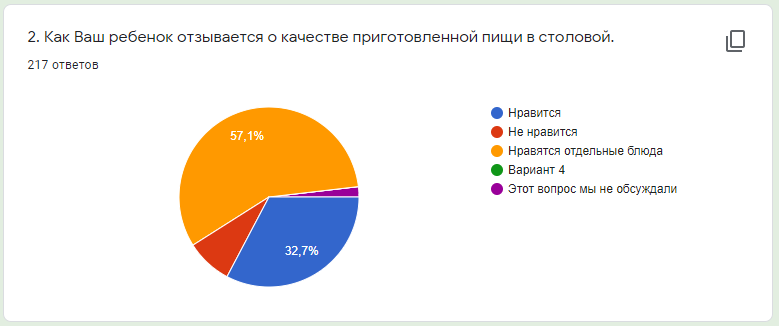 2. Как Ваш ребенок отзывается о качестве приготовленной пищи в столовой.
217 ответов
57,1%
32,7%
Нравится
Не нравится
Нравятся отдельные блюда
Вариант 4
Этот вопрос мы не обсуждали